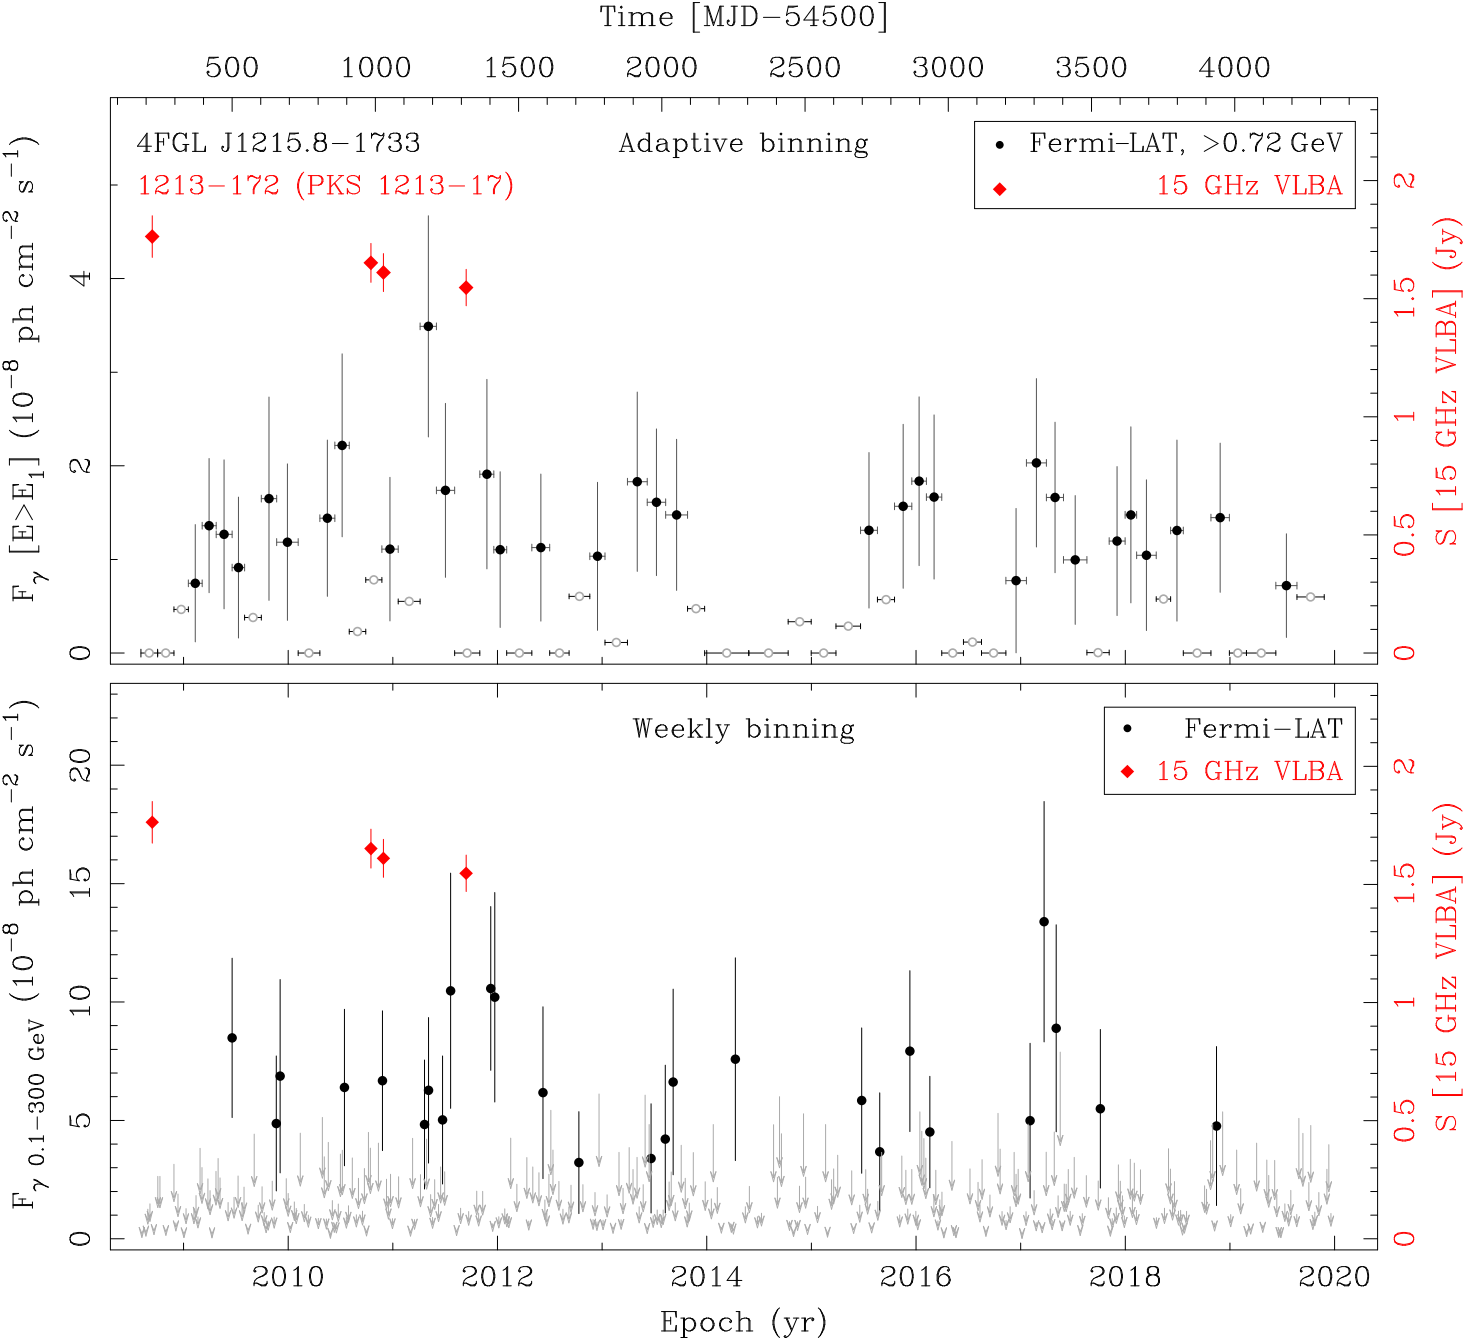 Time [MJD−54500]
500 1000 1500 2000 2500 3000 3500 4000
4FGL J1215.8−1733
1213−172 (PKS 1213−17)
Adaptive binning
Fermi−LAT, >0.72 GeV
15 GHz VLBA
F_γ [E>E_1] (10^−8 ph cm^−2 s^−1)
0 2 4
S [15 GHz VLBA] (Jy)
0 0.5 1 1.5 2
Weekly binning
Fermi−LAT
15 GHz VLBA
F_γ 0.1−300 GeV (10^−8 ph cm^−2 s^−1)
0 5 10 15 20
S [15 GHz VLBA] (Jy)
0 0.5 1 1.5 2
2010 2012 2014 2016 2018 2020
Epoch (yr)